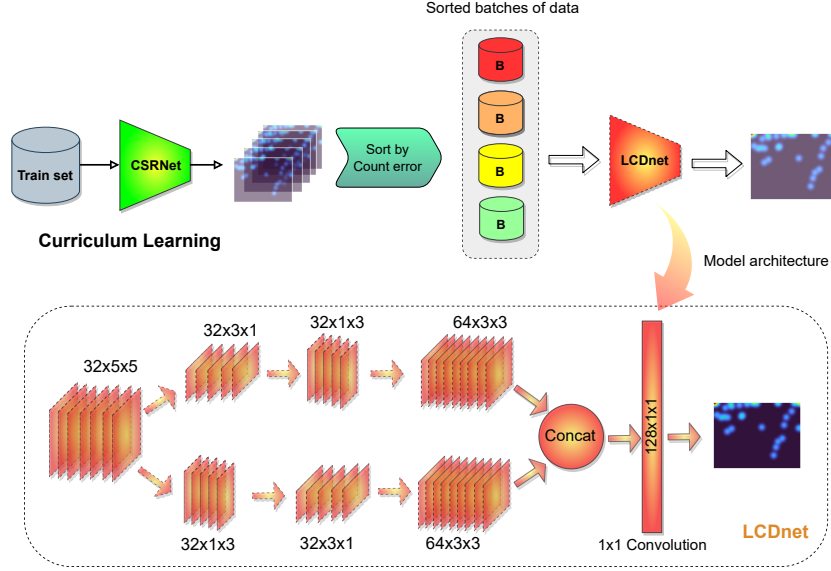 Sorted batches of data
B
B
B
B
Train set
CSRNet
Sort by
Count error
LCDnet
Curriculum Learning
Model architecture
32x5x5
32x3x1
32x1x3
64x3x3
32x1x3
32x3x1
64x3x3
Concat
128x1x1
1x1 Convolution
LCDnet